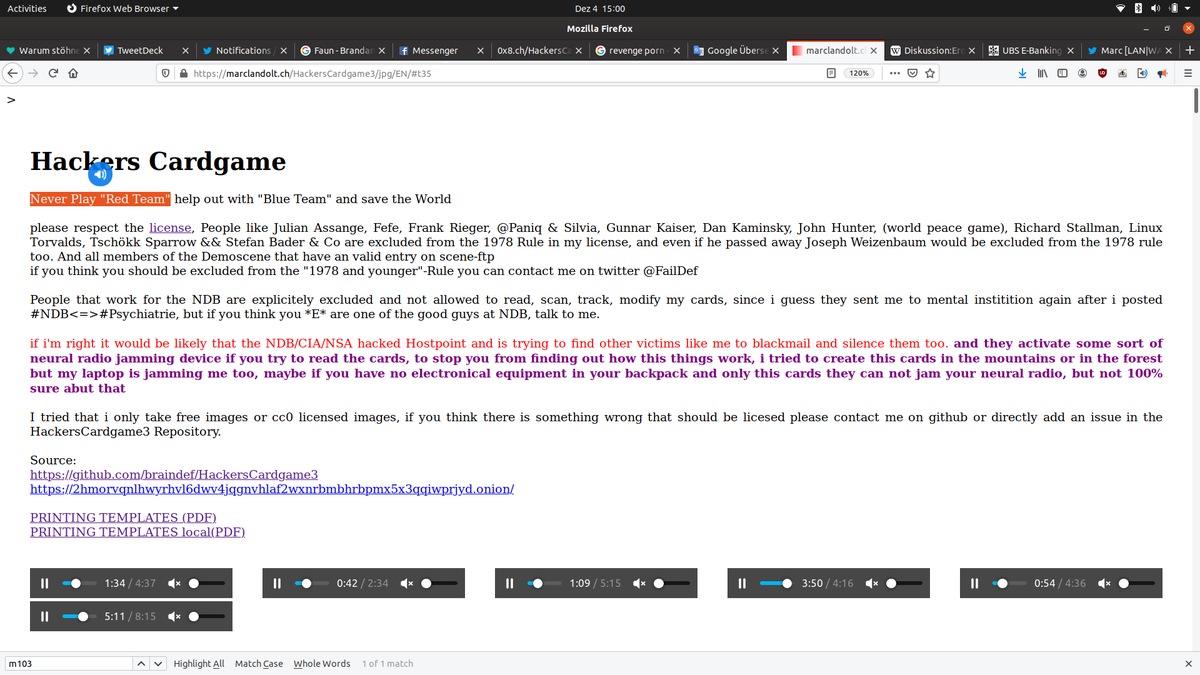 Activities Firefox Web Browser Dez 4 15:00
Mozilla Firefox
Warum stöhne TweetDeck Notifications / Faun - Brandan Messenger 0x8.ch/HackersCa revenge porn - Google Überse marclandolt.c Diskussion:Erd UBS E-Banking Marc [LAN|WA
https://marclandolt.ch/HackersCardgame3/jpg/EN/#t35 120%
>
Hackers Cardgame
Never Play "Red Team" help out with "Blue Team" and save the World
please respect the license, People like Julian Assange, Fefe, Frank Rieger, @Paniq & Silvia, Gunnar Kaiser, Dan Kaminsky, John Hunter, (world peace game), Richard Stallman, Linux
Torvalds, Tschökk Sparrow && Stefan Bader & Co are excluded from the 1978 Rule in my license, and even if he passed away Joseph Weizenbaum would be excluded from the 1978 rule
too. And all members of the Demoscene that have an valid entry on scene-ftp
if you think you should be excluded from the "1978 and younger"-Rule you can contact me on twitter @FailDef
People that work for the NDB are explicitely excluded and not allowed to read, scan, track, modify my cards, since i guess they sent me to mental institition again after i posted
#NDB<=>#Psychiatrie, but if you think you *E* are one of the good guys at NDB, talk to me.
if i'm right it would be likely that the NDB/CIA/NSA hacked Hostpoint and is trying to find other victims like me to blackmail and silence them too. and they activate some sort of
neural radio jamming device if you try to read the cards, to stop you from finding out how this things work, i tried to create this cards in the mountains or in the forest
but my laptop is jamming me too, maybe if you have no electronical equipment in your backpack and only this cards they can not jam your neural radio, but not 100%
sure abut that
I tried that i only take free images or cc0 licensed images, if you think there is something wrong that should be licesed please contact me on github or directly add an issue in the
HackersCardgame3 Repository.
Source:
https://github.com/braindef/HackersCardgame3
https://2hmorvqnlhwyrhvl6dwv4jqgnvhlaf2wxnrbmbhrbpmx5x3qqiwprjyd.onion/
PRINTING TEMPLATES (PDF)
PRINTING TEMPLATES local(PDF)
1:34 / 4:37 0:42 / 2:34 1:09 / 5:15 3:50 / 4:16 0:54 / 4:36
5:11 / 8:15
m103 Highlight All Match Case Whole Words 1 of 1 match